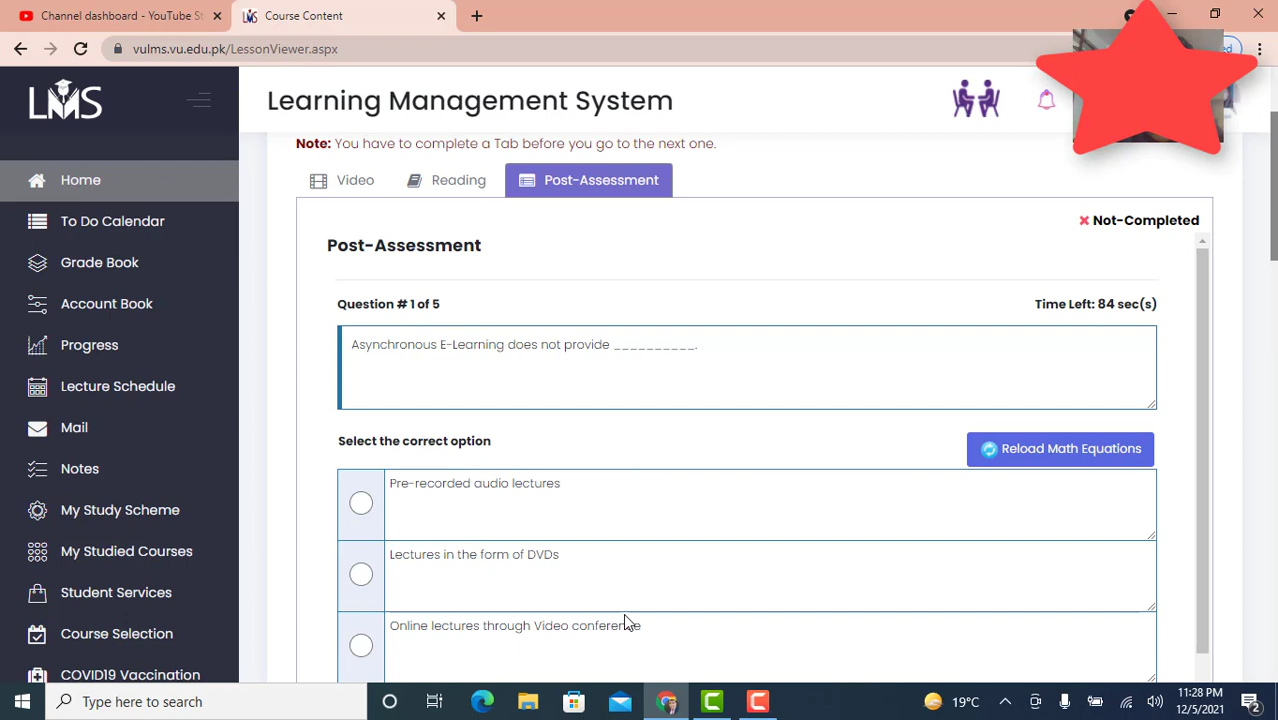 Channel dashboard - YouTube St
Course Content
vulms.vu.edu.pk/LessonViewer.aspx
ed
LMS
Learning Management System
Home
To Do Calendar
Grade Book
Account Book
Progress
Lecture Schedule
Mail
Notes
My Study Scheme
My Studied Courses
Student Services
Course Selection
COVID19 Vaccination
Note: You have to complete a Tab before you go to the next one.
Video
Reading
Post-Assessment
Not-Completed
Post-Assessment
Question # 1 of 5
Time Left: 84 sec(s)
Asynchronous E-Learning does not provide __________.
Select the correct option
Reload Math Equations
Pre-recorded audio lectures
Lectures in the form of DVDs
Online lectures through Video conference
Type here to search
19°C
11:28 PM
12/5/2021
2